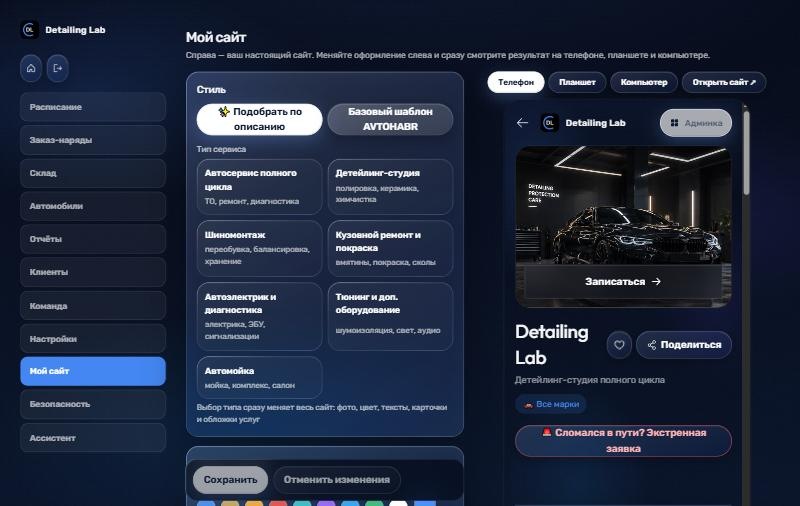 DL Detailing Lab
Расписание
Заказ-наряды
Склад
Автомобили
Отчёты
Клиенты
Команда
Настройки
Мой сайт
Безопасность
Ассистент
Мой сайт
Справа — ваш настоящий сайт. Меняйте оформление слева и сразу смотрите результат на телефоне, планшете и компьютере.
Стиль
✨ Подобрать по
описанию
Базовый шаблон
AVTOHABR
Тип сервиса
Автосервис полного
цикла
ТО, ремонт, диагностика
Детейлинг-студия
полировка, керамика,
химчистка
Шиномонтаж
переобувка, балансировка,
хранение
Кузовной ремонт и
покраска
вмятины, покраска, сколы
Автоэлектрик и
диагностика
электрика, ЭБУ,
сигнализации
Тюнинг и доп.
оборудование
шумоизоляция, свет, аудио
Автомойка
мойка, комплекс, салон
Выбор типа сразу меняет весь сайт: фото, цвет, тексты, карточки
и обложки услуг
Сохранить
Отменить изменения
Телефон
Планшет
Компьютер
Открыть сайт ↗
← DL Detailing Lab
Админка
DETAILING
PROTECTION
CARE
Записаться →
Detailing
Lab
Поделиться
Детейлинг-студия полного цикла
🚗 Все марки
🚨 Сломался в пути? Экстренная
заявка